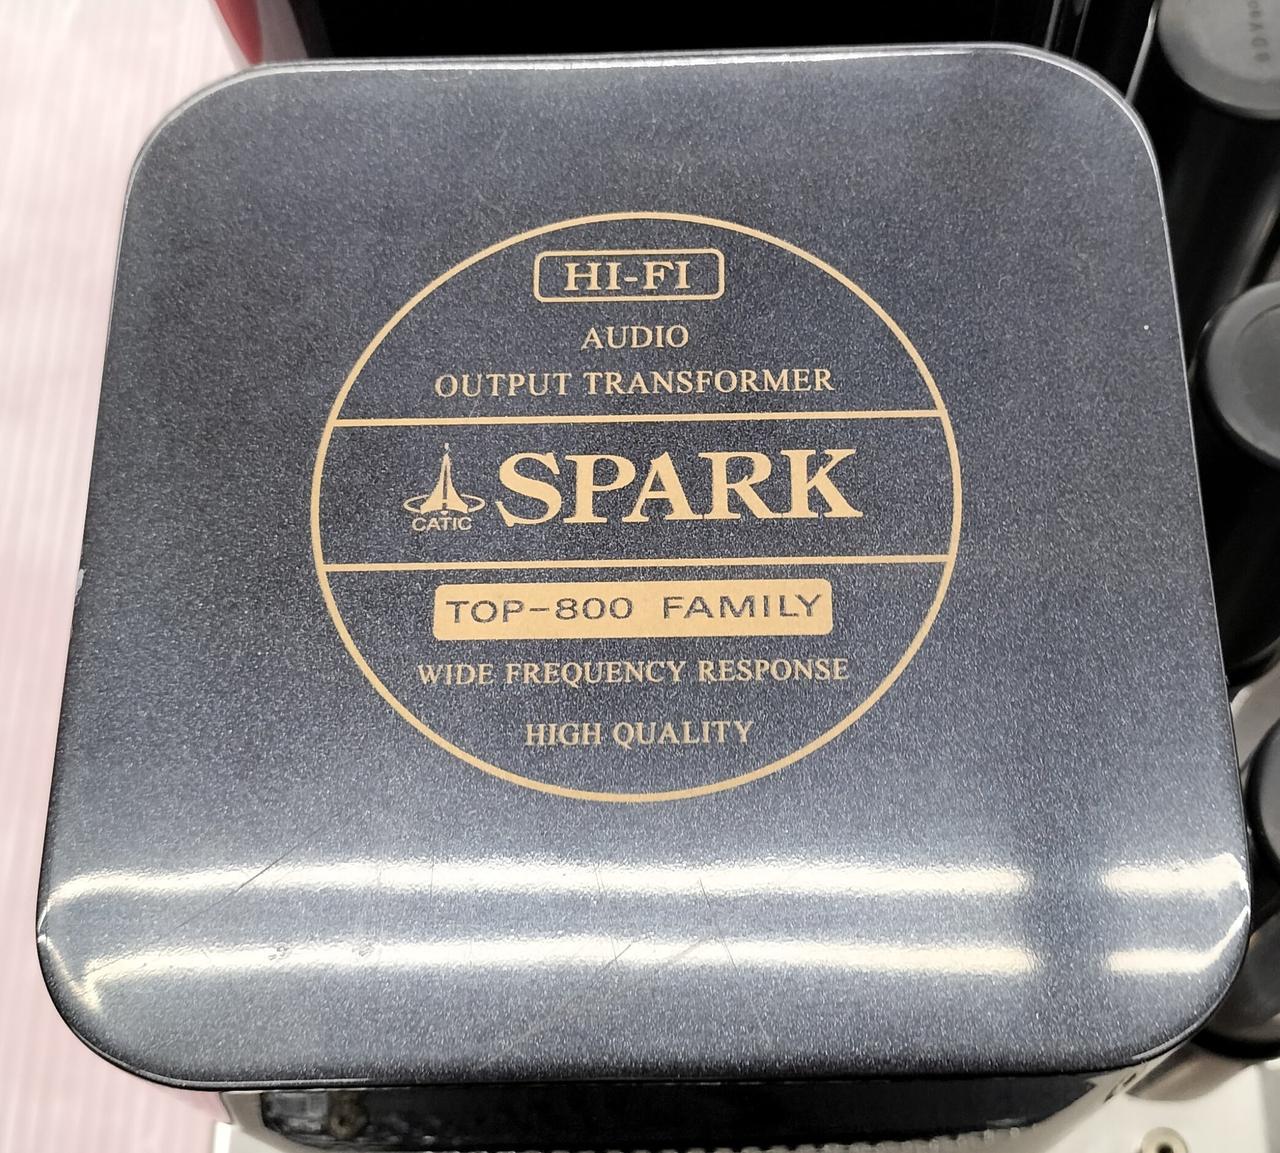 HI-FI
AUDIO
OUTPUT TRANSFORMER
CATIC SPARK
TOP-800 FAMILY
WIDE FREQUENCY RESPONSE
HIGH QUALITY